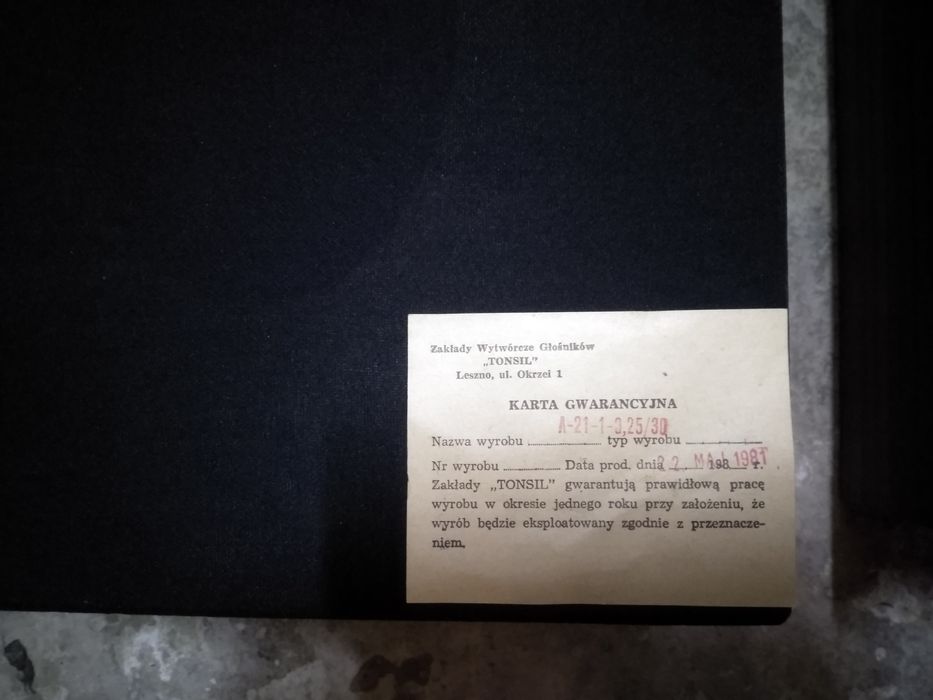 Zakłady Wytwórcze Głośników
„TONSIL”
Leszno, ul. Okrzei 1
KARTA GWARANCYJNA
A-21-1-3,25/30
Nazwa wyrobu ............ typ wyrobu ............
Nr wyrobu ............ Data prod. dnia 22. MAJ 1981 198 r.
Zakłady „TONSIL” gwarantują prawidłową pracę
wyrobu w okresie jednego roku przy założeniu, że
wyrób będzie eksploatowany zgodnie z przeznacze-
niem.